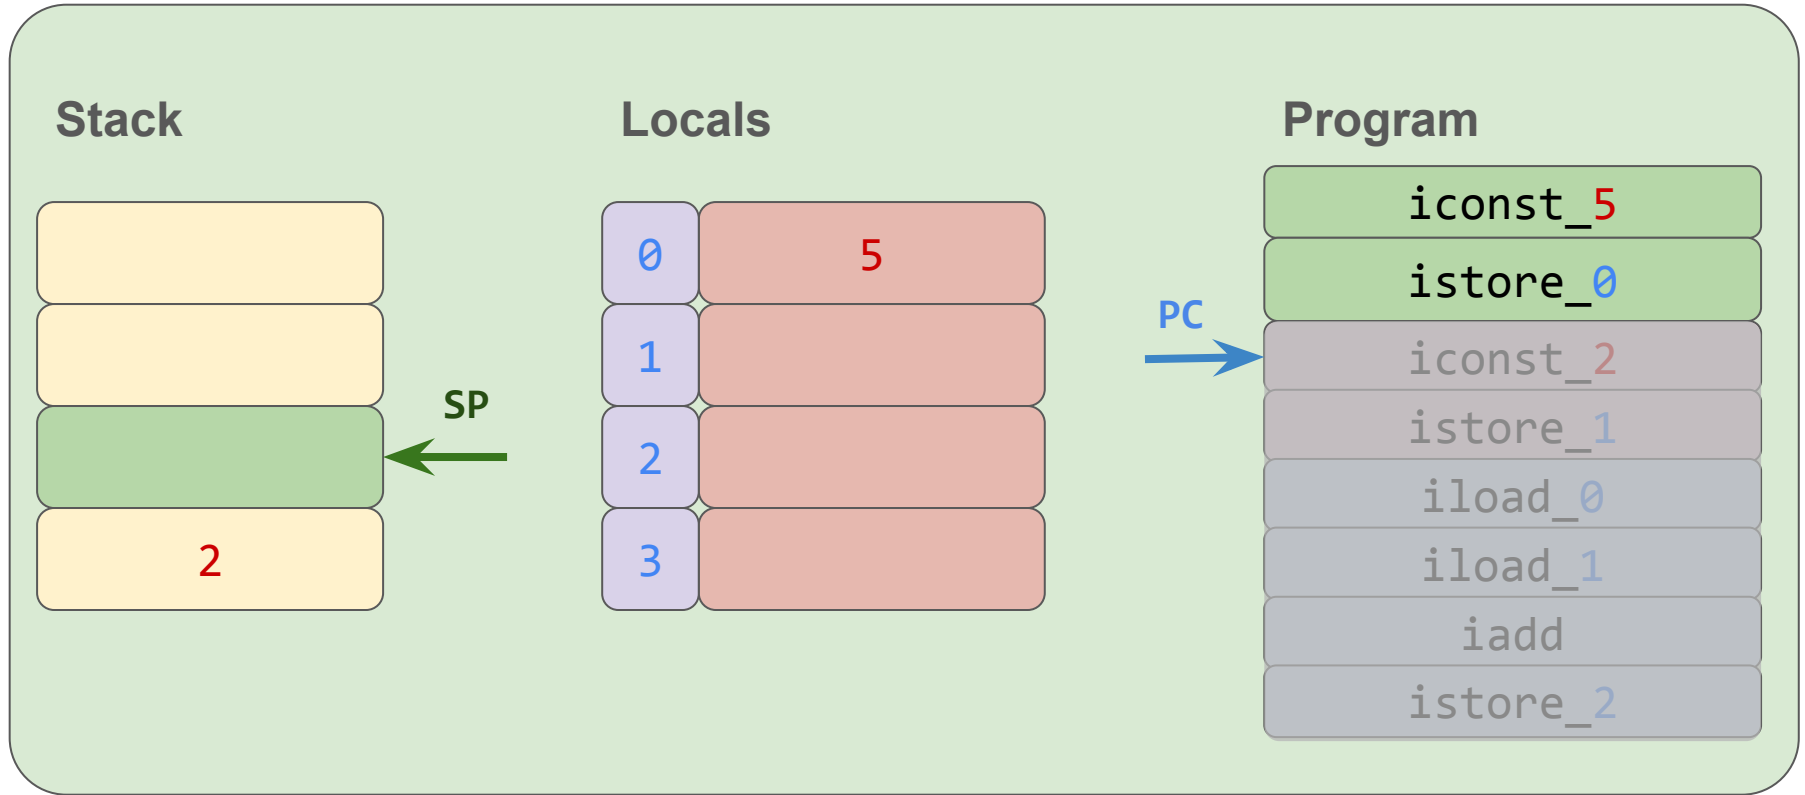 Stack
2
SP
Locals
0 5
1
2
3
Program
PC
iconst_5
istore_0
iconst_2
istore_1
iload_0
iload_1
iadd
istore_2